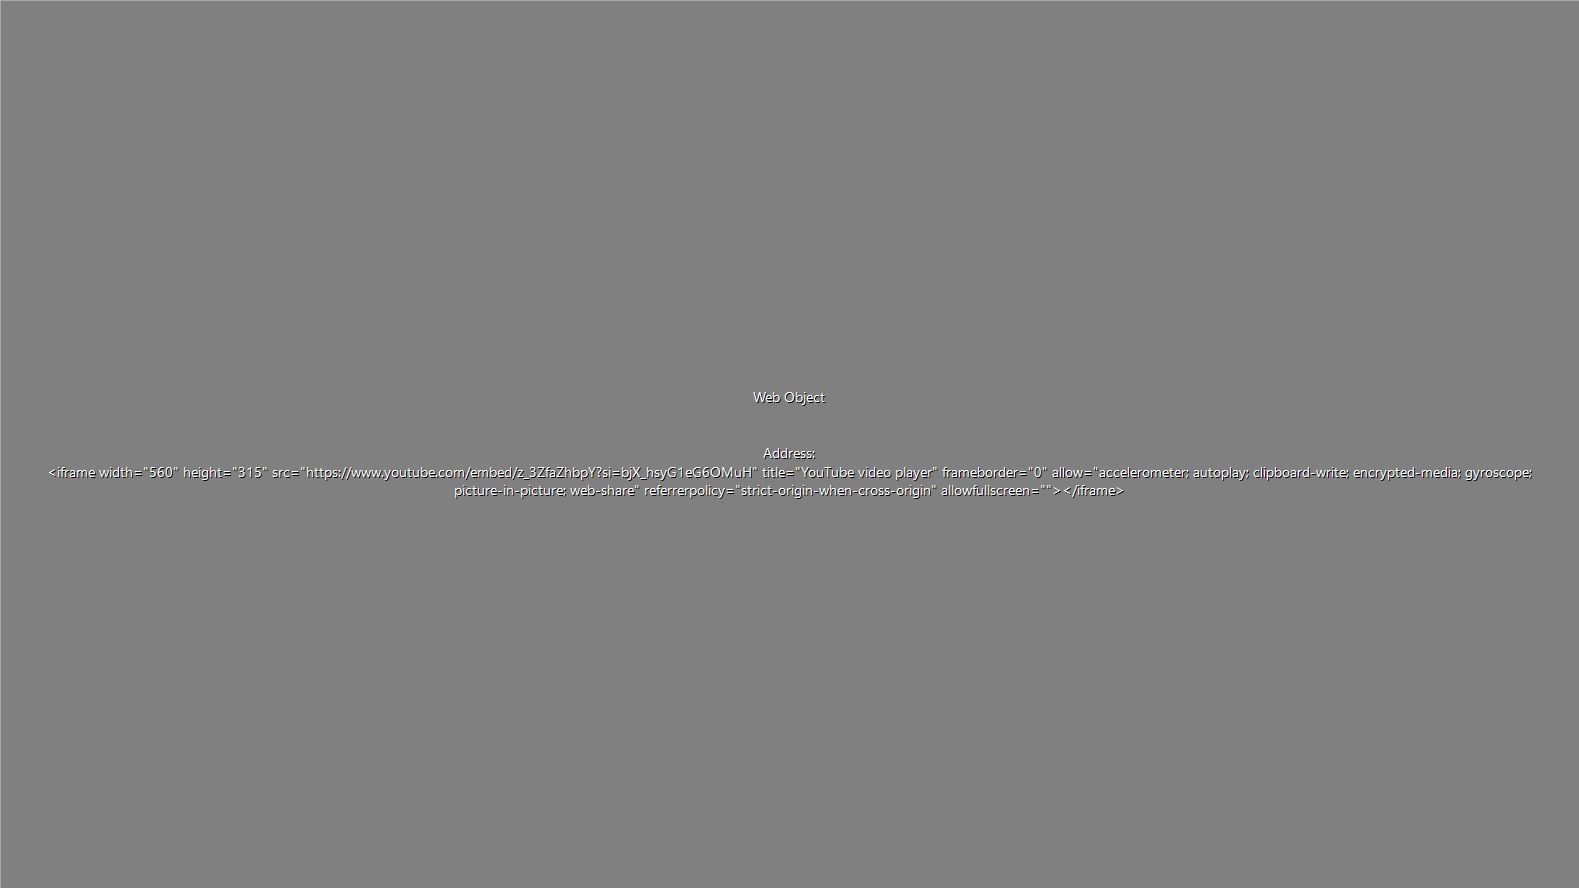 Web Object
Address:
<iframe width="560" height="315" src="https://www.youtube.com/embed/z_3ZfaZhbpY?si=bjX_hsyG1eG6OMuH" title="YouTube video player" frameborder="0" allow="accelerometer; autoplay; clipboard-write; encrypted-media; gyroscope;
picture-in-picture; web-share" referrerpolicy="strict-origin-when-cross-origin" allowfullscreen=""></iframe>